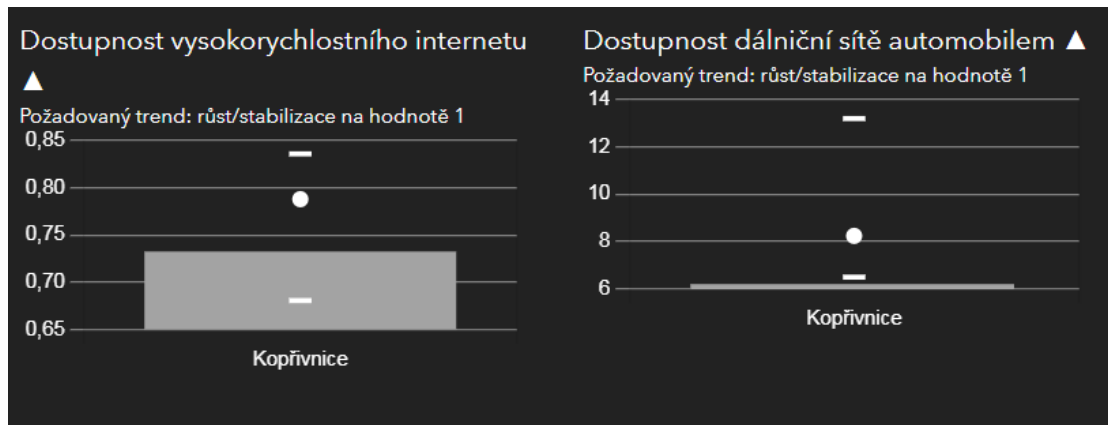 Dostupnost vysokorychlostního internetu
▲
Požadovaný trend: růst/stabilizace na hodnotě 1
0,85
0,80
0,75
0,70
0,65
Kopřivnice
Dostupnost dálniční sítě automobilem ▲
Požadovaný trend: růst/stabilizace na hodnotě 1
14
12
10
8
6
Kopřivnice